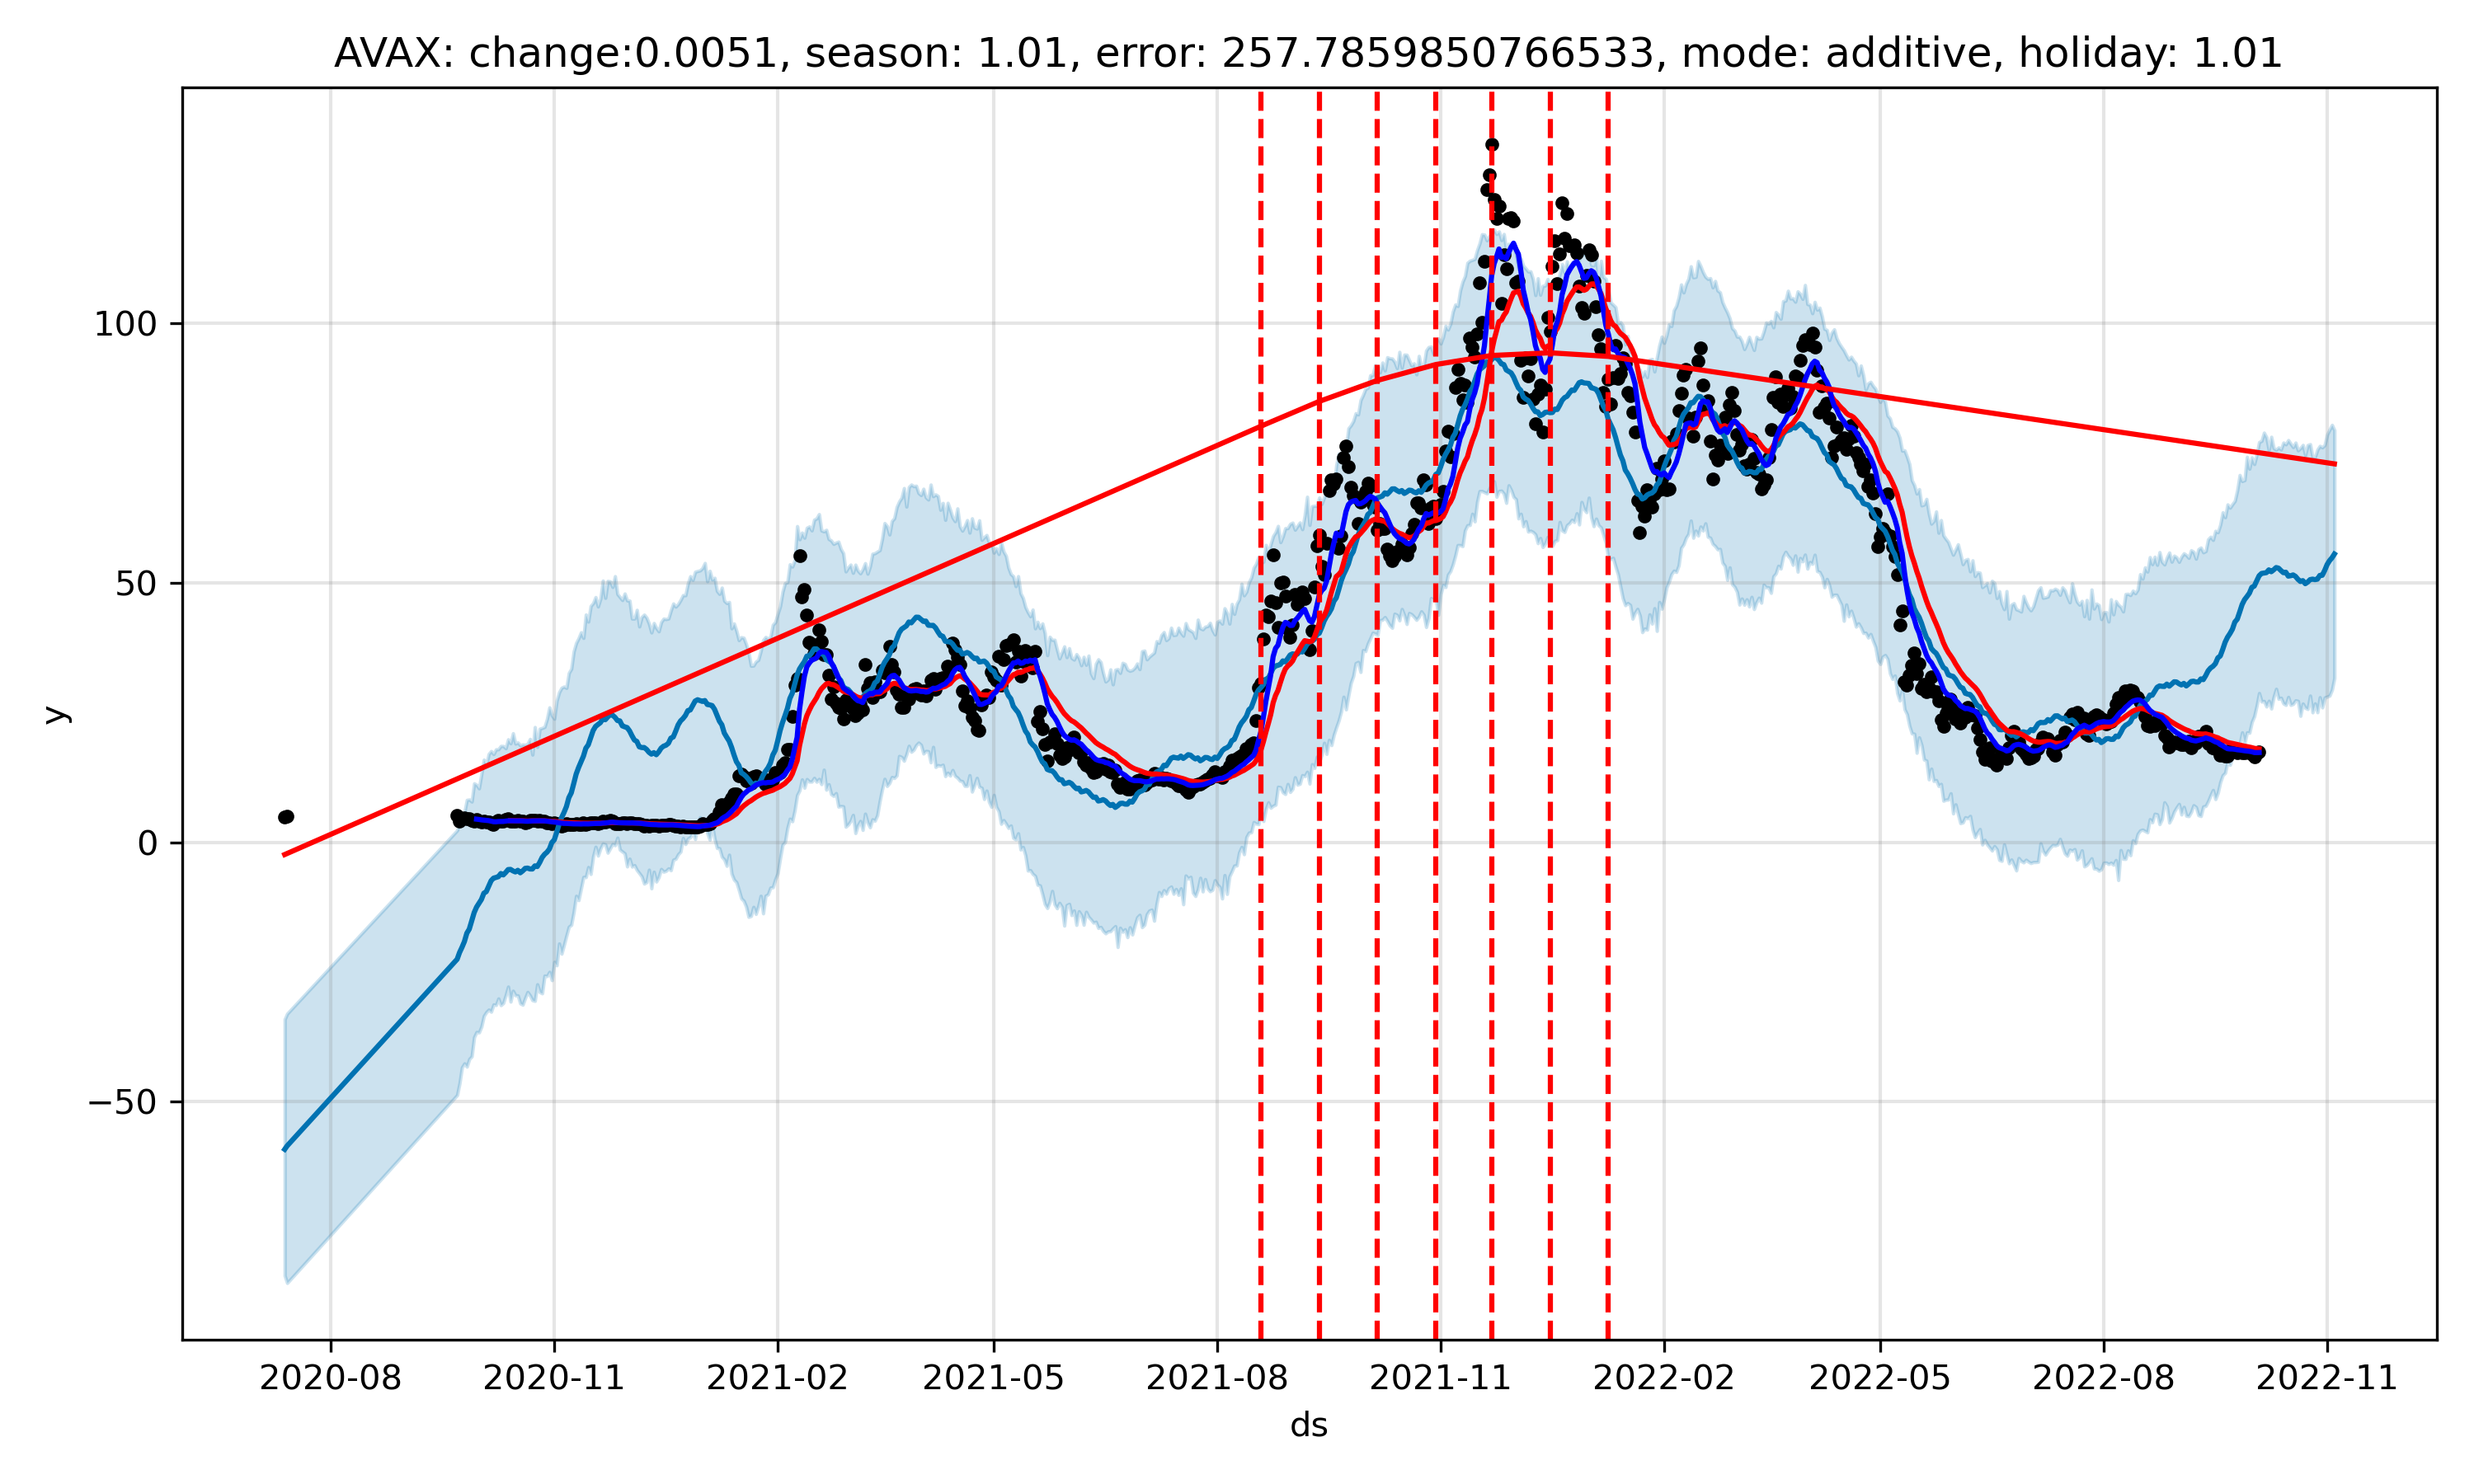 AVAX: change:0.0051, season: 1.01, error: 257.7859850766533, mode: additive, holiday: 1.01
y
100
50
0
−50
2020-08 2020-11 2021-02 2021-05 2021-08 2021-11 2022-02 2022-05 2022-08 2022-11
ds